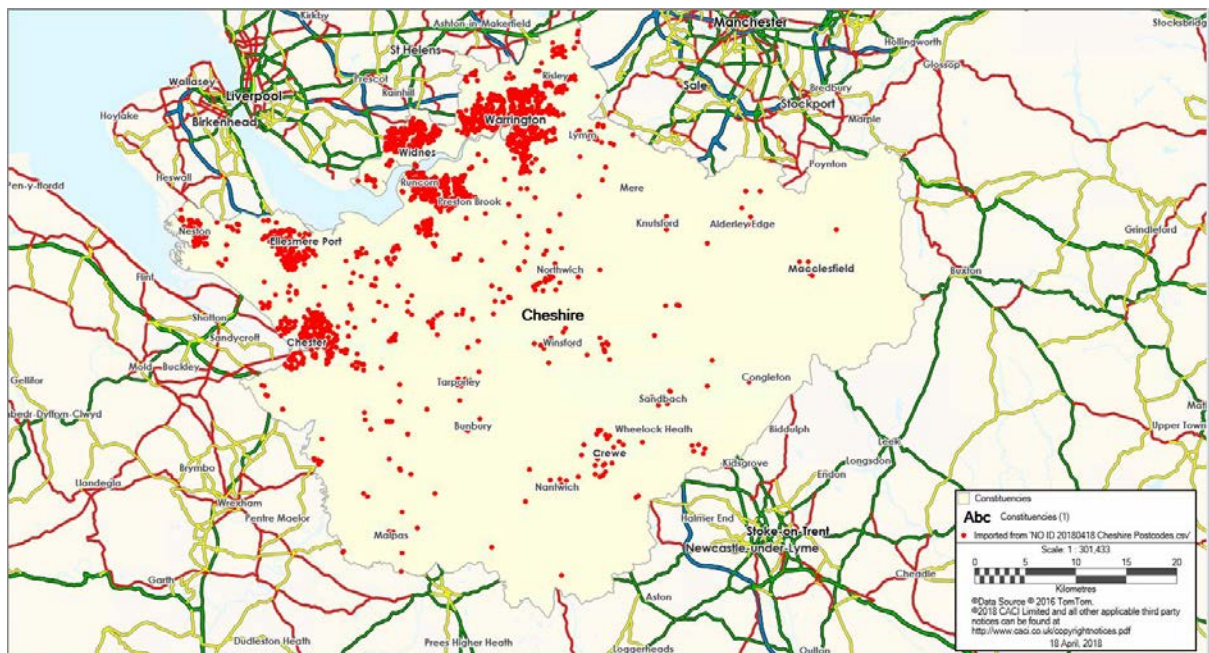 Kirkby
Ashton-in-Makerfield
Manchester
Stocksbridge
St Helens
Hollingworth
Wallasey
Prescot
Risley
Glossop
Rainhill
Sale
Bredbury
Liverpool
Hoylake
Birkenhead
Warrington
Stockport
Marple
Widnes
Lymm
Poynton
Pen-y-ffordd
Heswall
Runcorn
Preston Brook
Mere
Neston
Knutsford
Alderley Edge
Grindleford
Ellesmere Port
Flint
Northwich
Macclesfield
Buxton
Cheshire
Shotton
Sandycroft
Chester
Winsford
Mold
Buckley
Gellifor
Tarporley
Congleton
Sandbach
Bunbury
Wheelock Heath
Biddulph
Upper Town
Leek
Brymbo
Crewe
Kidsgrove
Endon
Longsdon
Llandegla
Wrexham
Nantwich
Pentre Maelor
Halmer End
Stoke-on-Trent
Malpas
Newcastle-under-Lyme
Garth
Cheadle
Aston
Dudleston Heath
Prees Higher Heath
Loggerheads
Oulton
Constituencies
Abc Constituencies (1)
Imported from 'NO ID 20180418 Cheshire Postcodes.csv'
Scale: 1 : 301,433
0 5 10 15 20
Kilometres
©Data Source © 2016 TomTom.
©2018 CACI Limited and all other applicable third party
notices can be found at
http://www.caci.co.uk/copyrightnotices.pdf
18 April, 2018